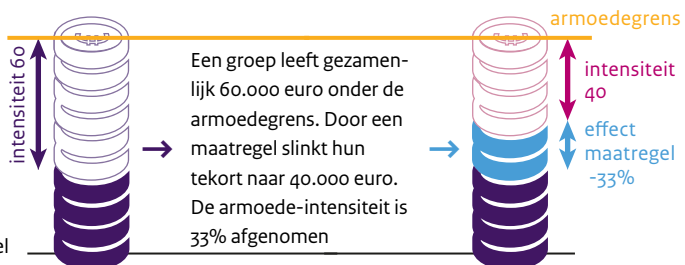 armoedegrens
intensiteit 60
Een groep leeft gezamen-
lijk 60.000 euro onder de
armoedegrens. Door een
maatregel slinkt hun
tekort naar 40.000 euro.
De armoede-intensiteit is
33% afgenomen
intensiteit
40
effect
maatregel
-33%
el